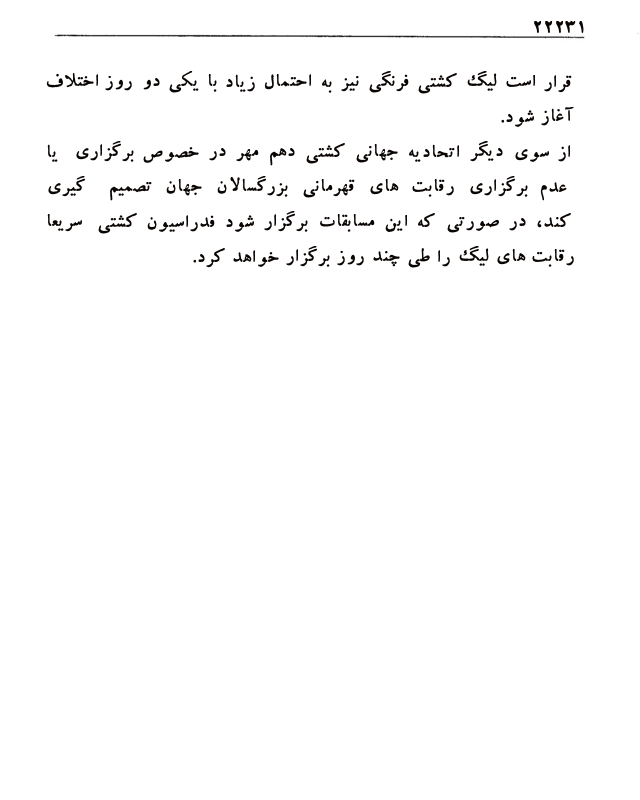 ۲۲۲۳۱
قرار است لیگ کشتی فرنگی نیز به احتمال زیاد با یکی دو روز اختلاف
آغاز شود.
از سوی دیگر اتحادیه جهانی کشتی دهم مهر در خصوص برگزاری یا
عدم برگزاری رقابت های قهرمانی بزرگسالان جهان تصمیم گیری
کند، در صورتی که این مسابقات برگزار شود فدراسیون کشتی سریعا
رقابت های لیگ را طی چند روز برگزار خواهد کرد.